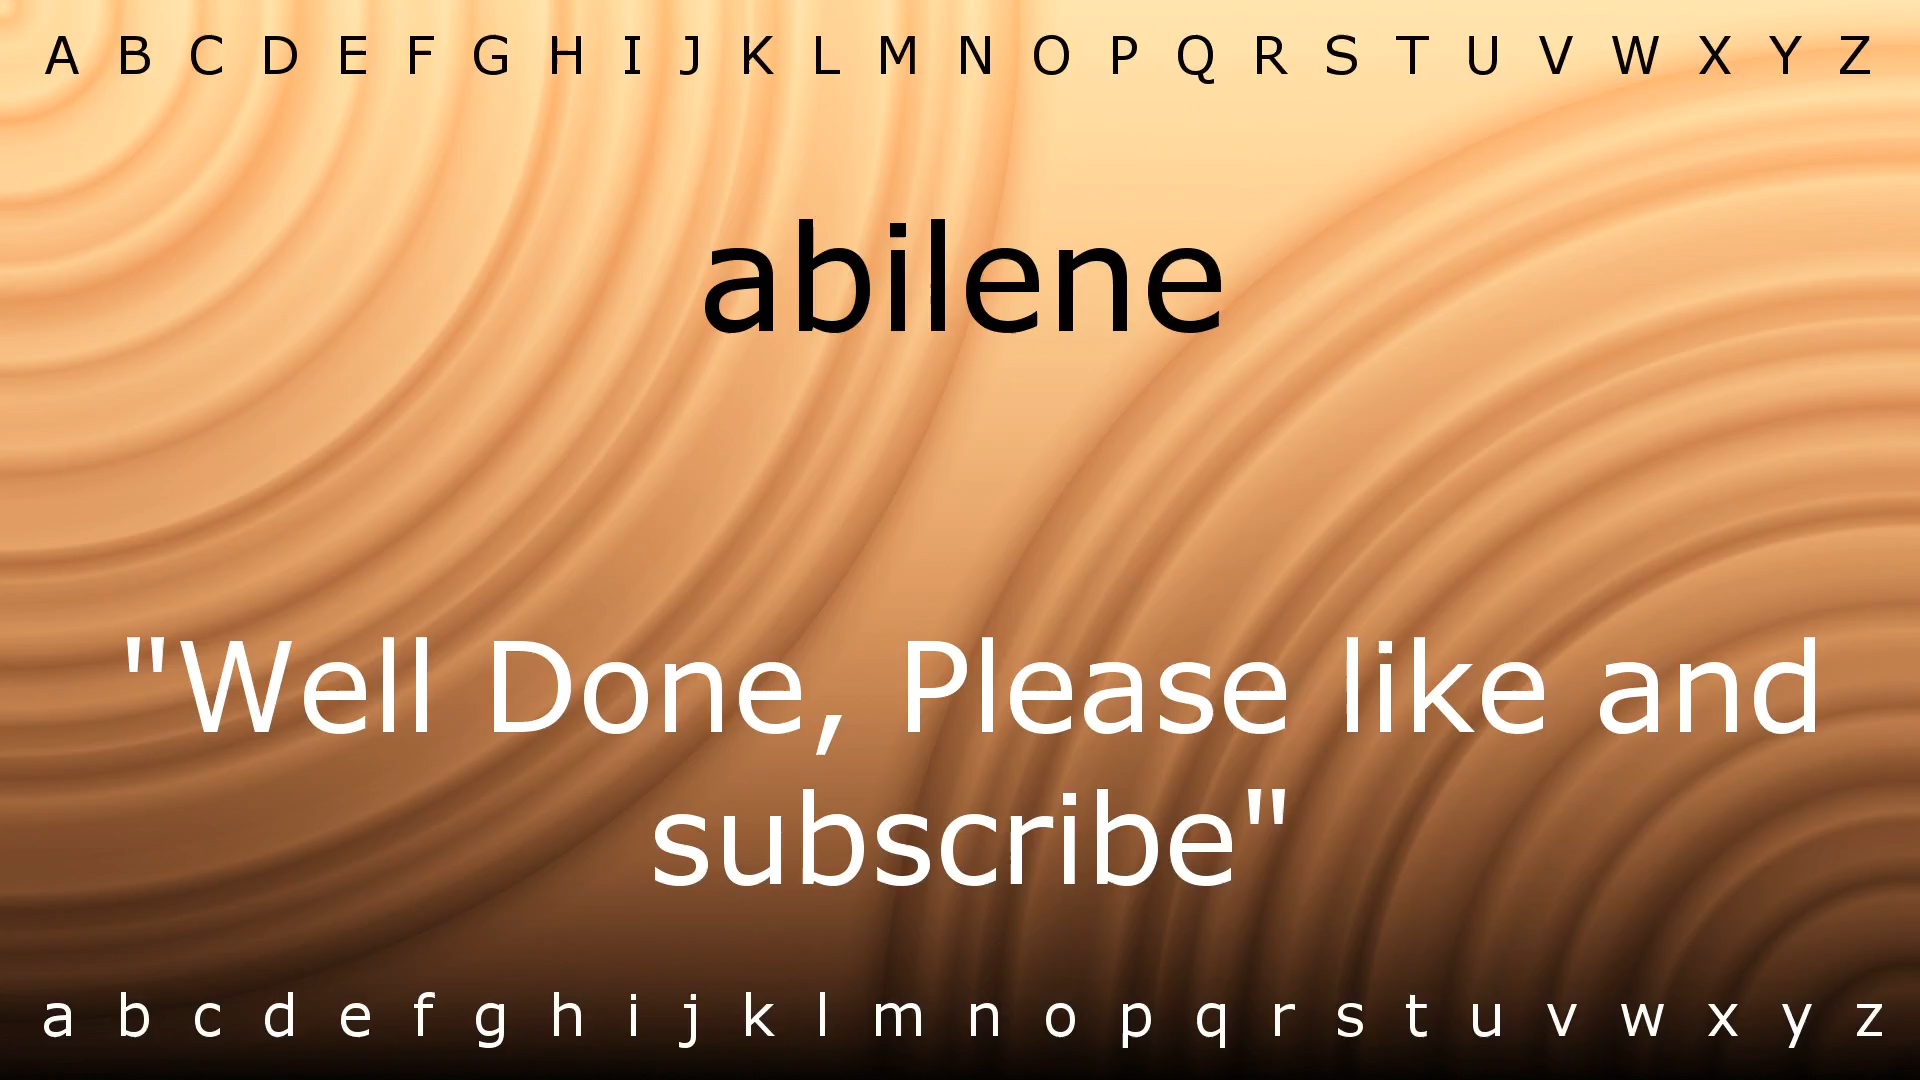 A B C D E F G H I J K L M N O P Q R S T U V W X Y Z
abilene
"Well Done, Please like and
subscribe"
a b c d e f g h i j k l m n o p q r s t u v w x y z